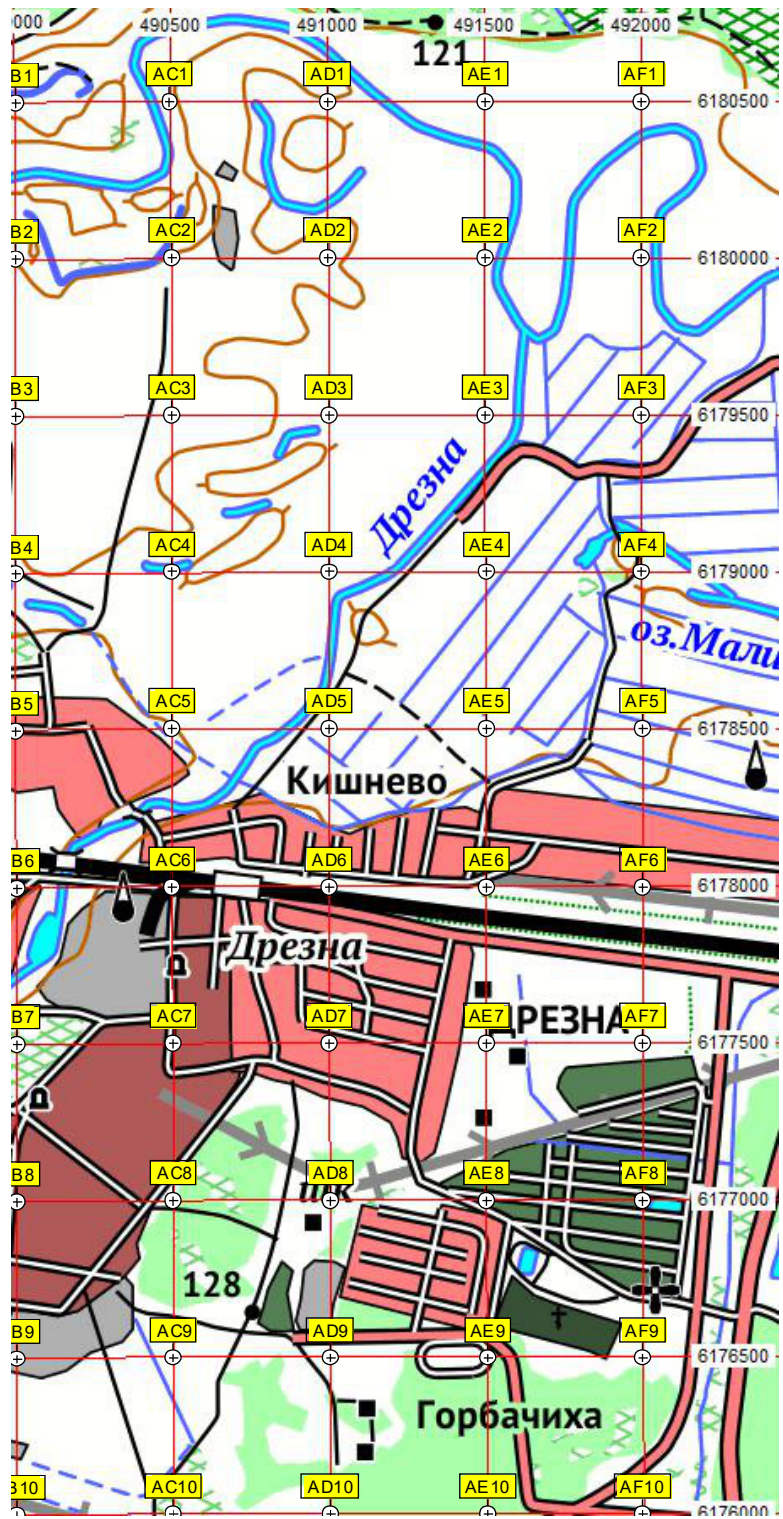 000 490500 491000 491500 492000
121
B1 AC1 AD1 AE1 AF1
6180500
B2 AC2 AD2 AE2 AF2
6180000
B3 AC3 AD3 AE3 AF3
6179500
Дрезна
B4 AC4 AD4 AE4 AF4
6179000
оз.Мали
B5 AC5 AD5 AE5 AF5
6178500
Кишнево
B6 AC6 AD6 AE6 AF6
6178000
Дрезна
B7 AC7 AD7 AE7 AF7
ДРЕЗНА
6177500
B8 AC8 AD8 AE8 AF8
6177000
128
B9 AC9 AD9 AE9 AF9
6176500
Горбачиха
B10 AC10 AD10 AE10 AF10
6176000